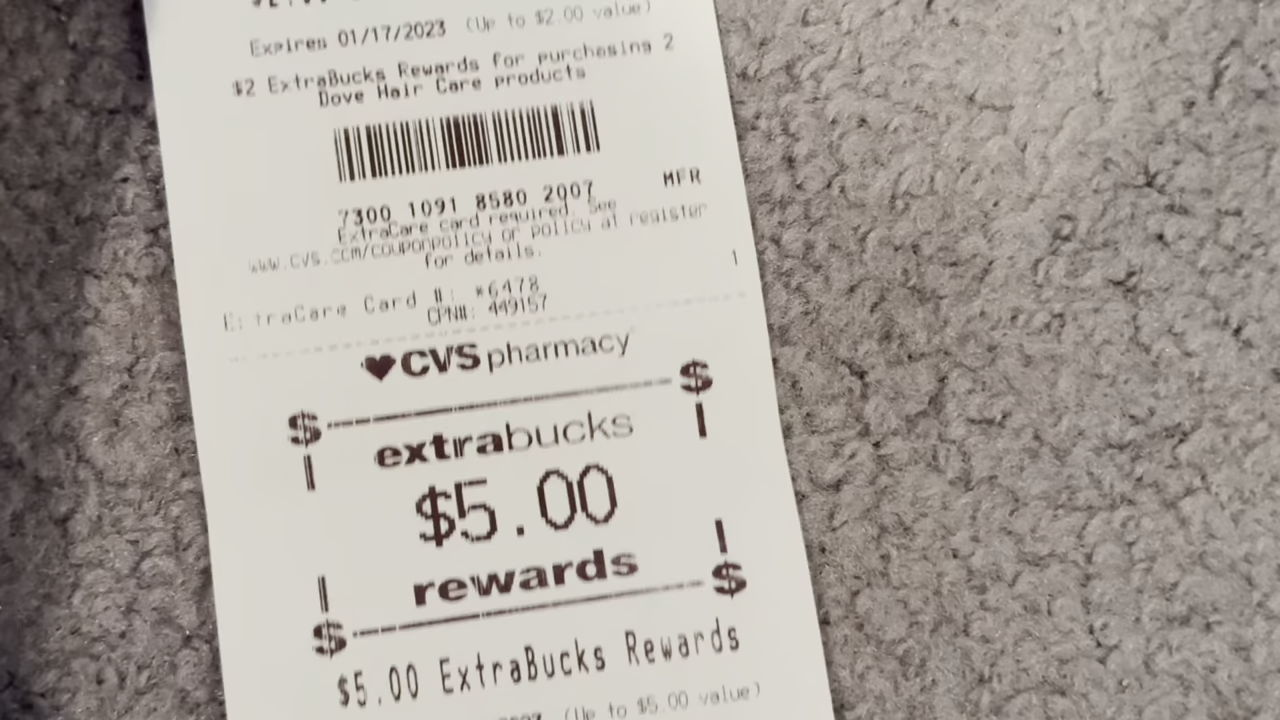 Expires 01/17/2023 (Up to $2.00 value)
$2 ExtraBucks Rewards for purchasing 2
Dove Hair Care products
7300 1091 8580 2007 MFR
ExtraCare card required. See
www.cvs.com/couponpolicy or policy at register
for details.
1
ExtraCare Card #: *6478
CPN#: 449157
CVS pharmacy
$ $
extrabucks
$5.00
rewards
$ $
$5.00 ExtraBucks Rewards
(Up to $5.00 value)